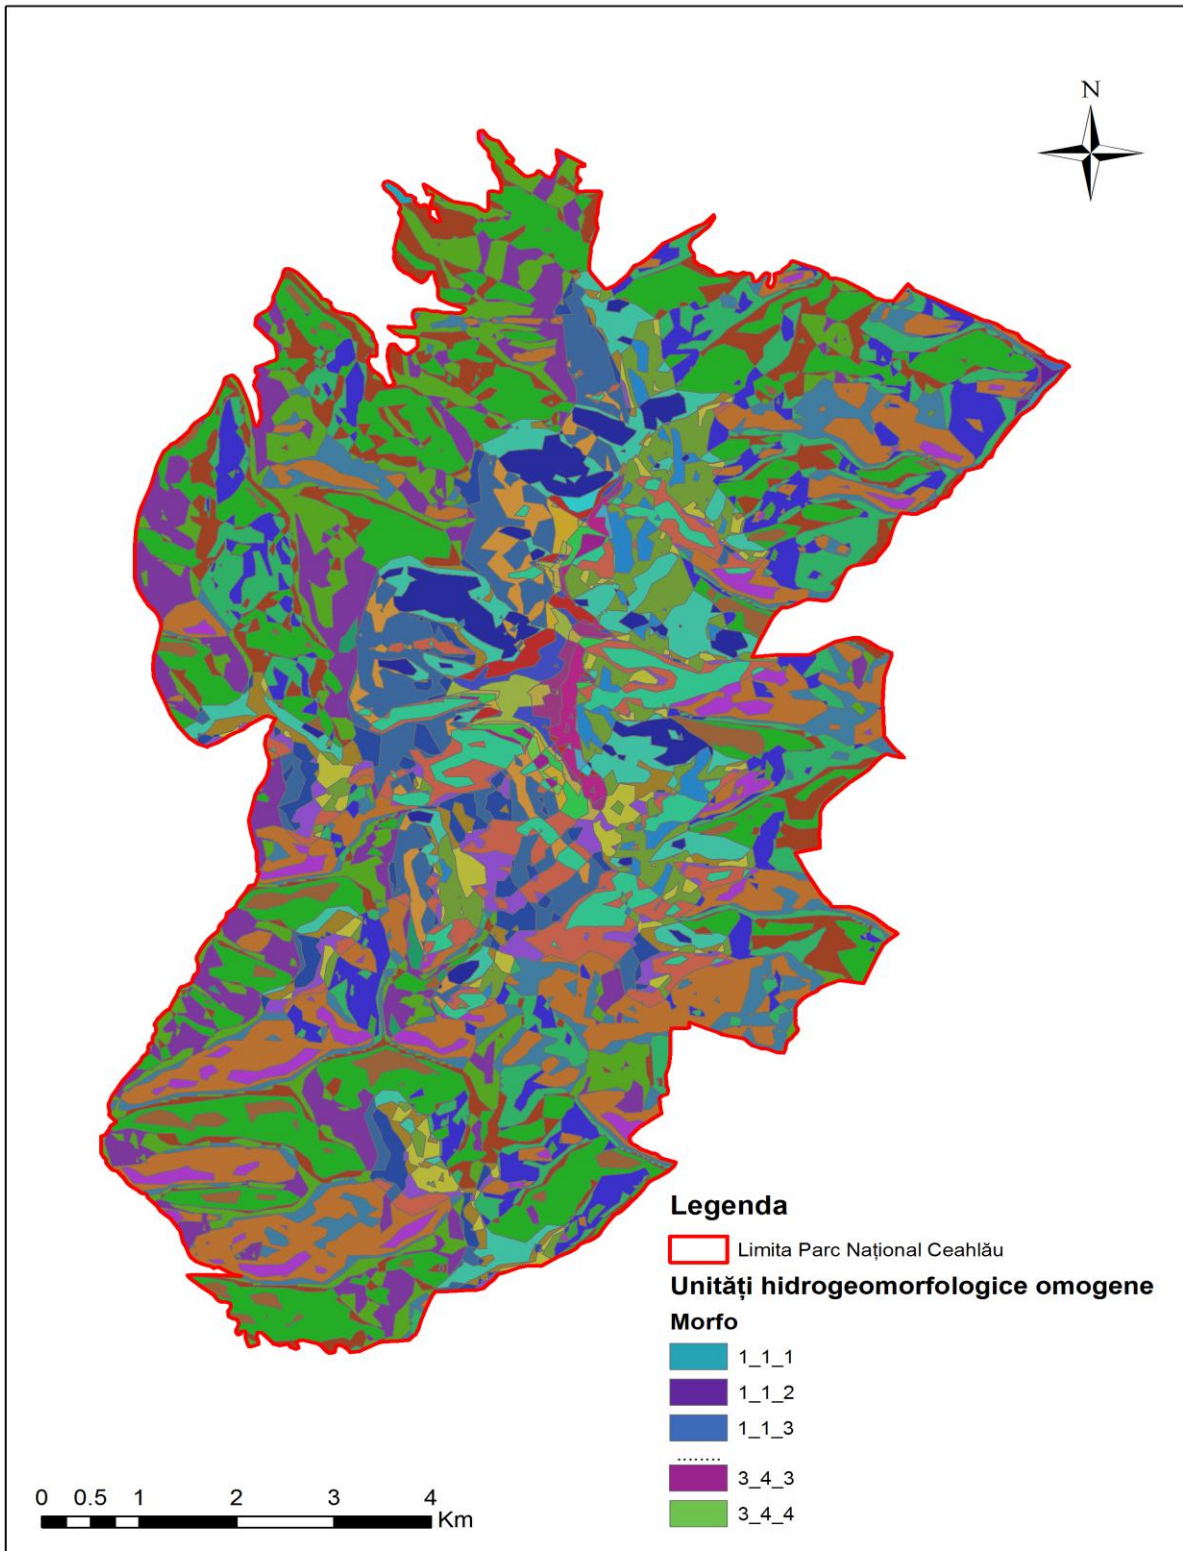 N
Legenda
Limita Parc Național Ceahlău
Unități hidrogeomorfologice omogene
Morfo
1_1_1
1_1_2
1_1_3
........
3_4_3
3_4_4
0 0.5 1 2 3 4
Km